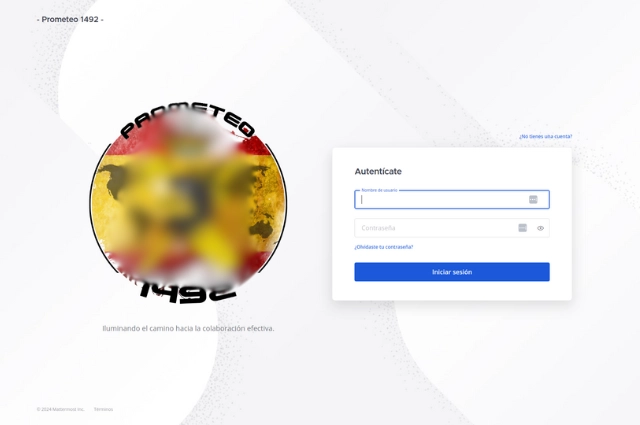 - Prometeo 1492 -
PROMETEO
1492
Iluminando el camino hacia la colaboración efectiva.
¿No tienes una cuenta?
Autentícate
Nombre de usuario
Contraseña
¿Olvidaste tu contraseña?
Iniciar sesión
© 2024 Mattermost Inc. Términos